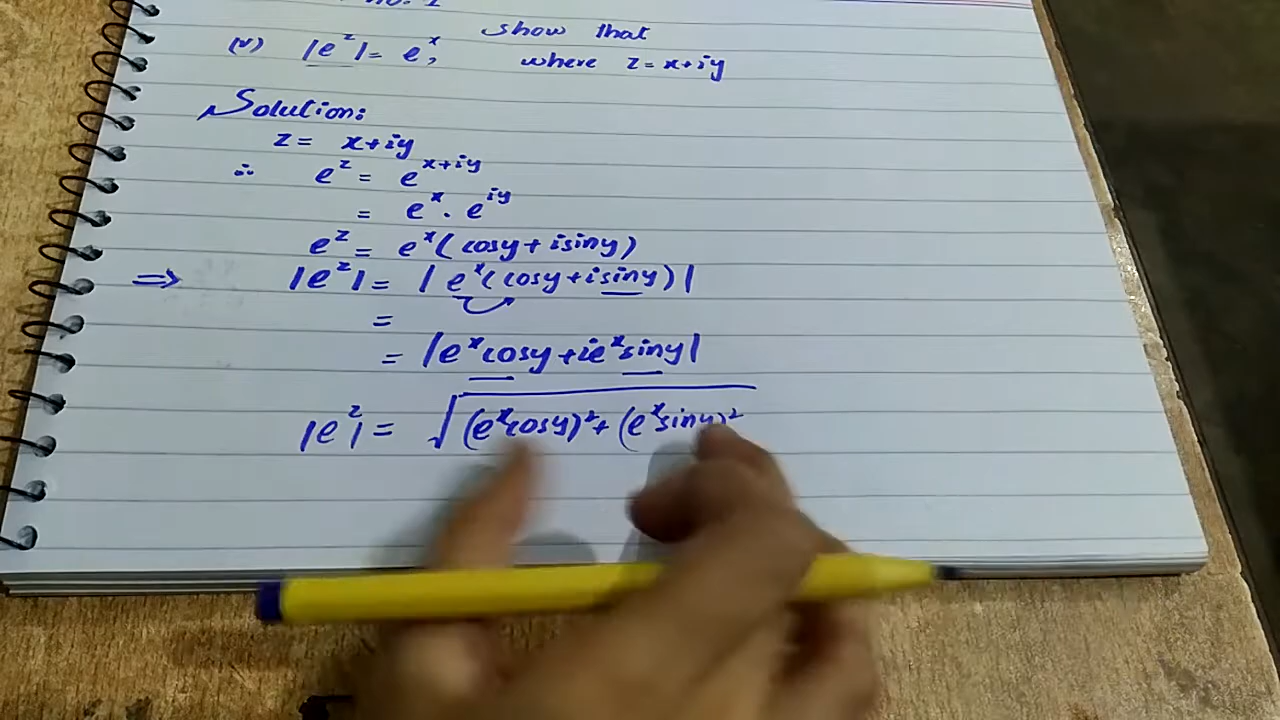 show that
(v) |e^z| = e^x; where z = x+iy
Solution:
z = x+iy
∴ e^z = e^{x+iy}
= e^x . e^{iy}
e^z = e^x (cosy + isiny)
⇒ |e^z| = | e^x (cosy + isiny) |
=
= |e^x cosy + ie^x siny|
|e^z| = √(e^x cosy)^2 + (e^x siny)^2